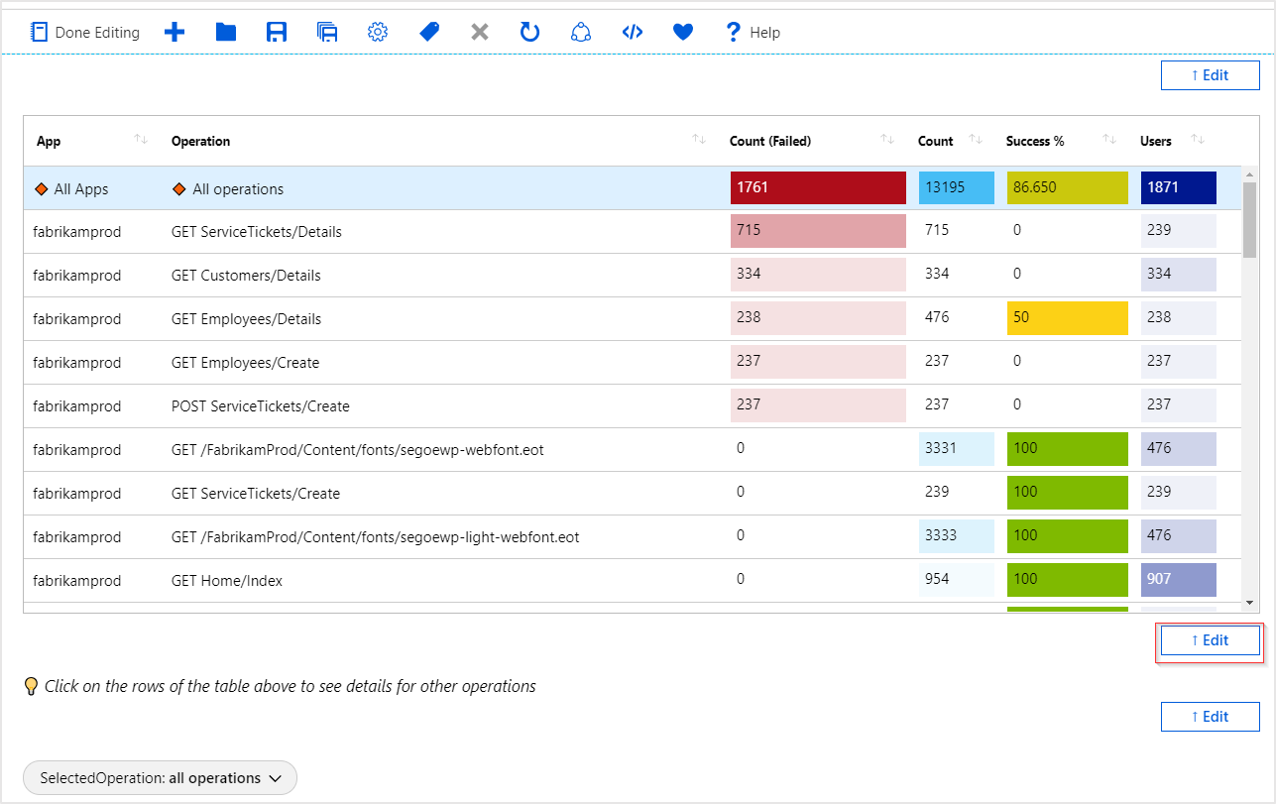 Done Editing Help
↑ Edit
App Operation Count (Failed) Count Success % Users
All Apps All operations 1761 13195 86.650 1871
fabrikamprod GET ServiceTickets/Details 715 715 0 239
fabrikamprod GET Customers/Details 334 334 0 334
fabrikamprod GET Employees/Details 238 476 50 238
fabrikamprod GET Employees/Create 237 237 0 237
fabrikamprod POST ServiceTickets/Create 237 237 0 237
fabrikamprod GET /FabrikamProd/Content/fonts/segoewp-webfont.eot 0 3331 100 476
fabrikamprod GET ServiceTickets/Create 0 239 100 239
fabrikamprod GET /FabrikamProd/Content/fonts/segoewp-light-webfont.eot 0 3333 100 476
fabrikamprod GET Home/Index 0 954 100 907
↑ Edit
Click on the rows of the table above to see details for other operations
↑ Edit
SelectedOperation: all operations